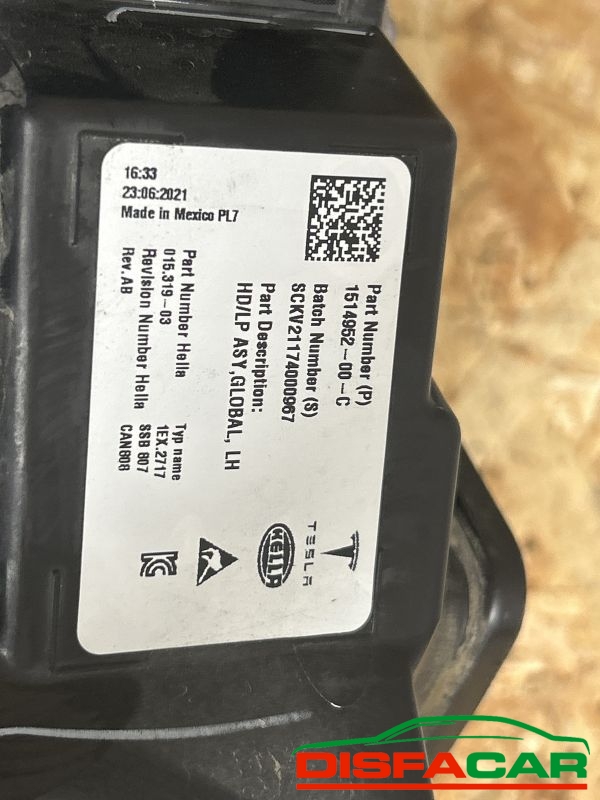 16:33
23:06:2021
Made in Mexico PL7
Part Number (P)
1514952-00-C
Batch Number (S)
SCKV21174000967
Part Description:
HD/LP ASY,GLOBAL, LH
Part Number Hella
015.319-03
Revision Number Hella
Rev.AB
Typ name
1EX.2717
SSB 807
CAN808
TESLA
HELLA
DISFACAR